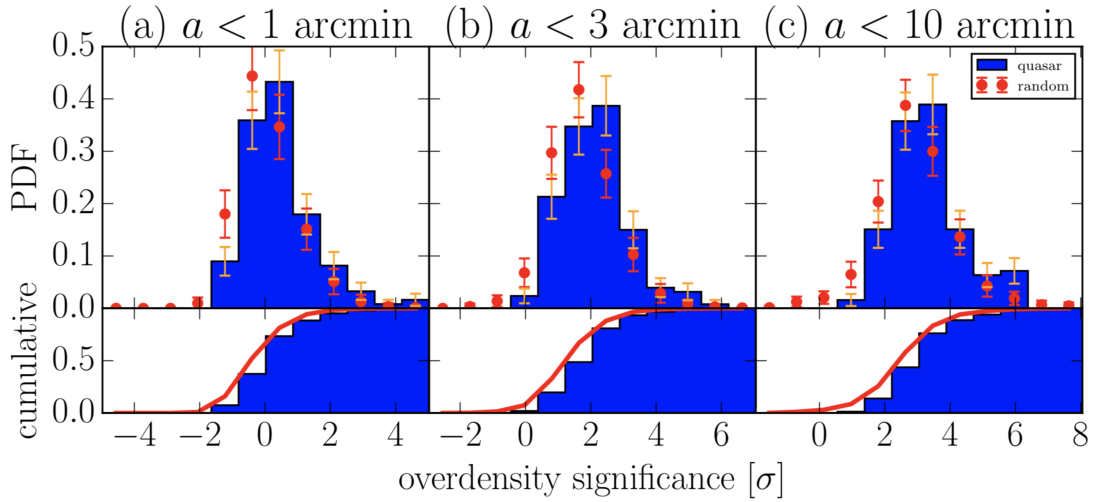 (a) a < 1 arcmin (b) a < 3 arcmin (c) a < 10 arcmin
quasar
random
PDF
0.5
0.4
0.3
0.2
0.1
0.0
cumulative
0.5
0.0
−4 −2 0 2 4 −2 0 2 4 6 0 2 4 6 8
overdensity significance [σ]